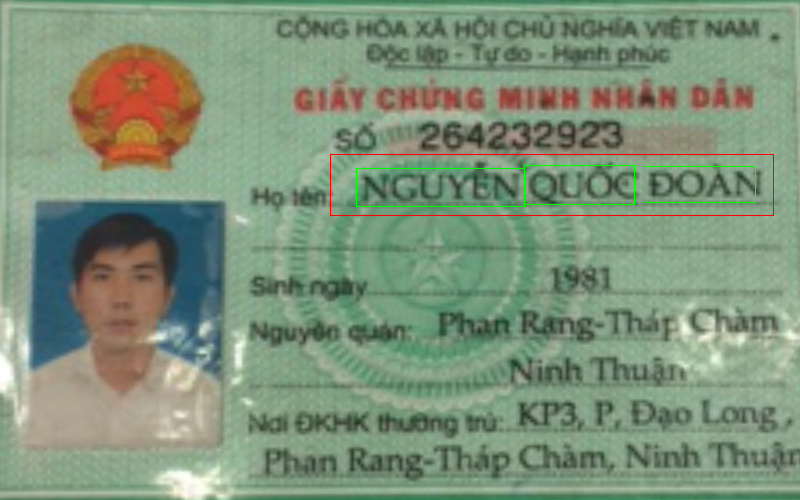 CỘNG HÒA XÃ HỘI CHỦ NGHĨA VIỆT NAM
Độc lập - Tự do - Hạnh phúc
GIẤY CHỨNG MINH NHÂN DÂN
SỐ 264232923
Họ tên: NGUYỄN QUỐC ĐOÀN
Sinh ngày 1981
Nguyên quán: Phan Rang-Tháp Chàm
Ninh Thuận
Nơi ĐKHK thường trú: KP3, P, Đạo Long,
Phan Rang-Tháp Chàm, Ninh Thuận